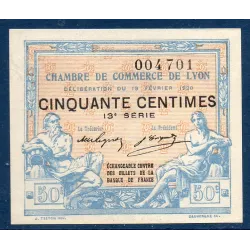 004701
CHAMBRE DE COMMERCE DE LYON
DÉLIBÉRATION DU 19 FÉVRIER
CINQUANTE CENTIMES
13e SÉRIE
Le Président Le Trésorier
ÉCHANGEABLE CONTRE
DES BILLETS DE LA
BANQUE DE FRANCE
50c 50c